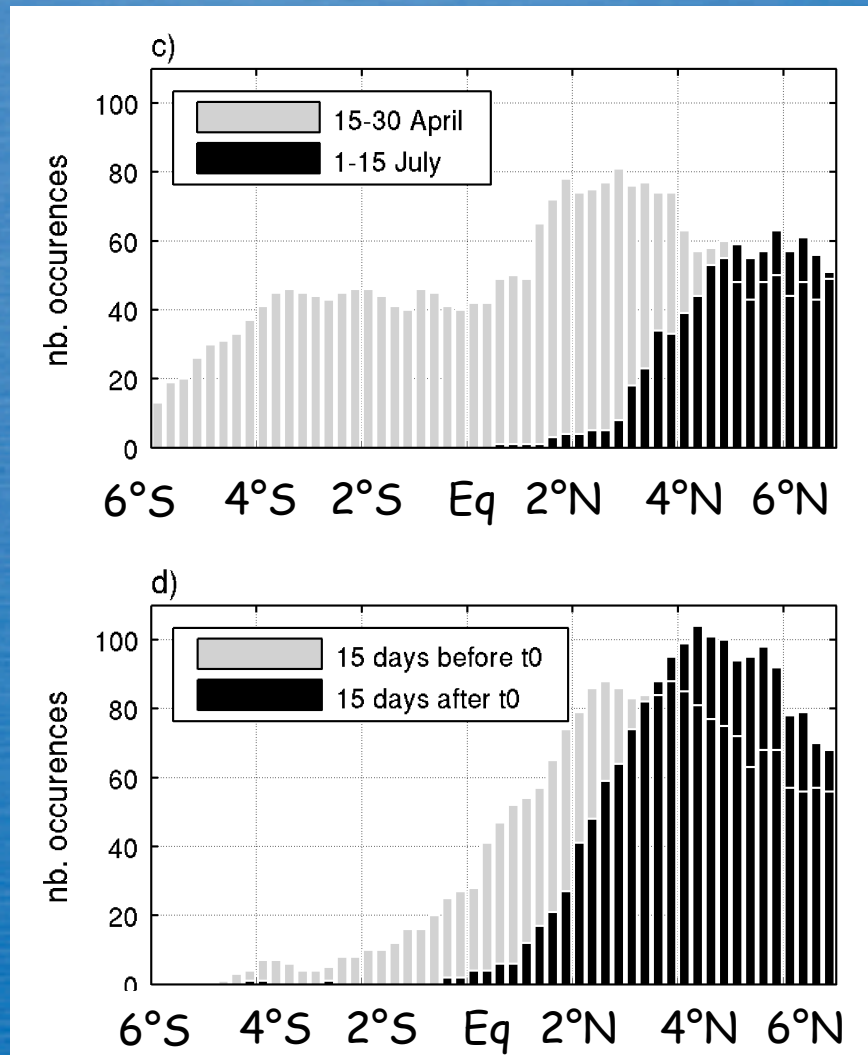 c)
100
80
60
40
20
0
nb. occurences
15-30 April
1-15 July
6°S 4°S 2°S Eq 2°N 4°N 6°N
d)
100
80
60
40
20
0
nb. occurences
15 days before t0
15 days after t0
6°S 4°S 2°S Eq 2°N 4°N 6°N